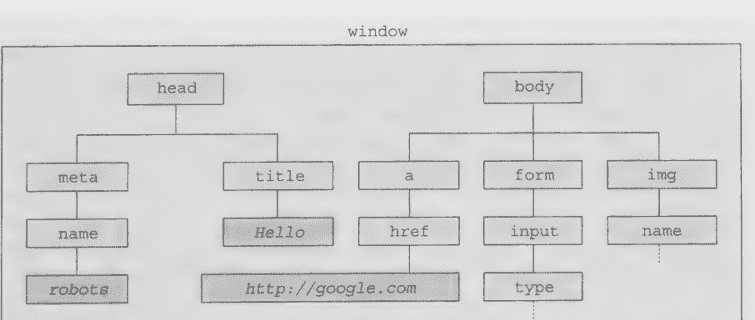 window
head body
meta title a form img
name Hello href input name
robots http://google.com type